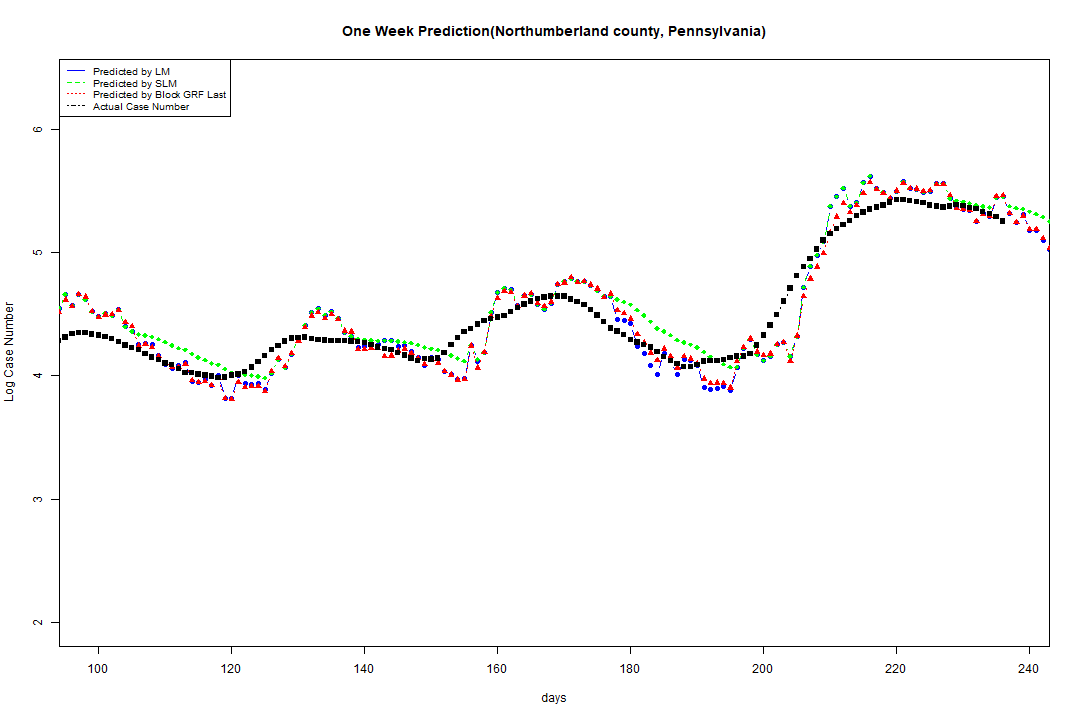 One Week Prediction(Northumberland county, Pennsylvania)
Predicted by LM
Predicted by SLM
Predicted by Block GRF Last
Actual Case Number
6
5
4
3
2
Log Case Number
100 120 140 160 180 200 220 240
days